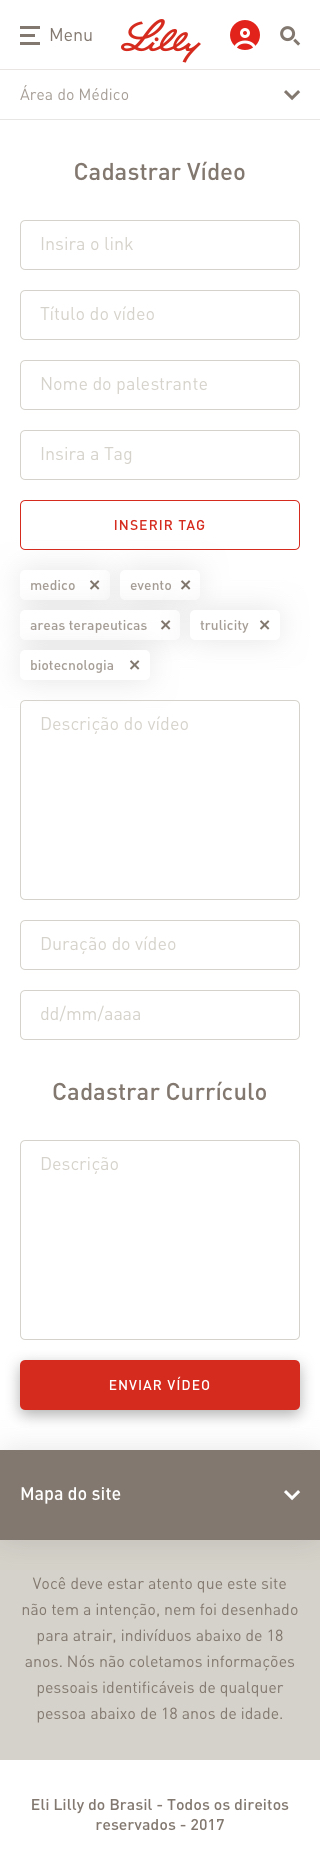 Menu
Lilly
Área do Médico
Cadastrar Vídeo
Insira o link
Título do vídeo
Nome do palestrante
Insira a Tag
INSERIR TAG
medico
evento
areas terapeuticas
trulicity
biotecnologia
Descrição do vídeo
Duração do vídeo
dd/mm/aaaa
Cadastrar Currículo
Descrição
ENVIAR VÍDEO
Mapa do site
Você deve estar atento que este site
não tem a intenção, nem foi desenhado
para atrair, indivíduos abaixo de 18
anos. Nós não coletamos informações
pessoais identificáveis de qualquer
pessoa abaixo de 18 anos de idade.
Eli Lilly do Brasil - Todos os direitos
reservados - 2017